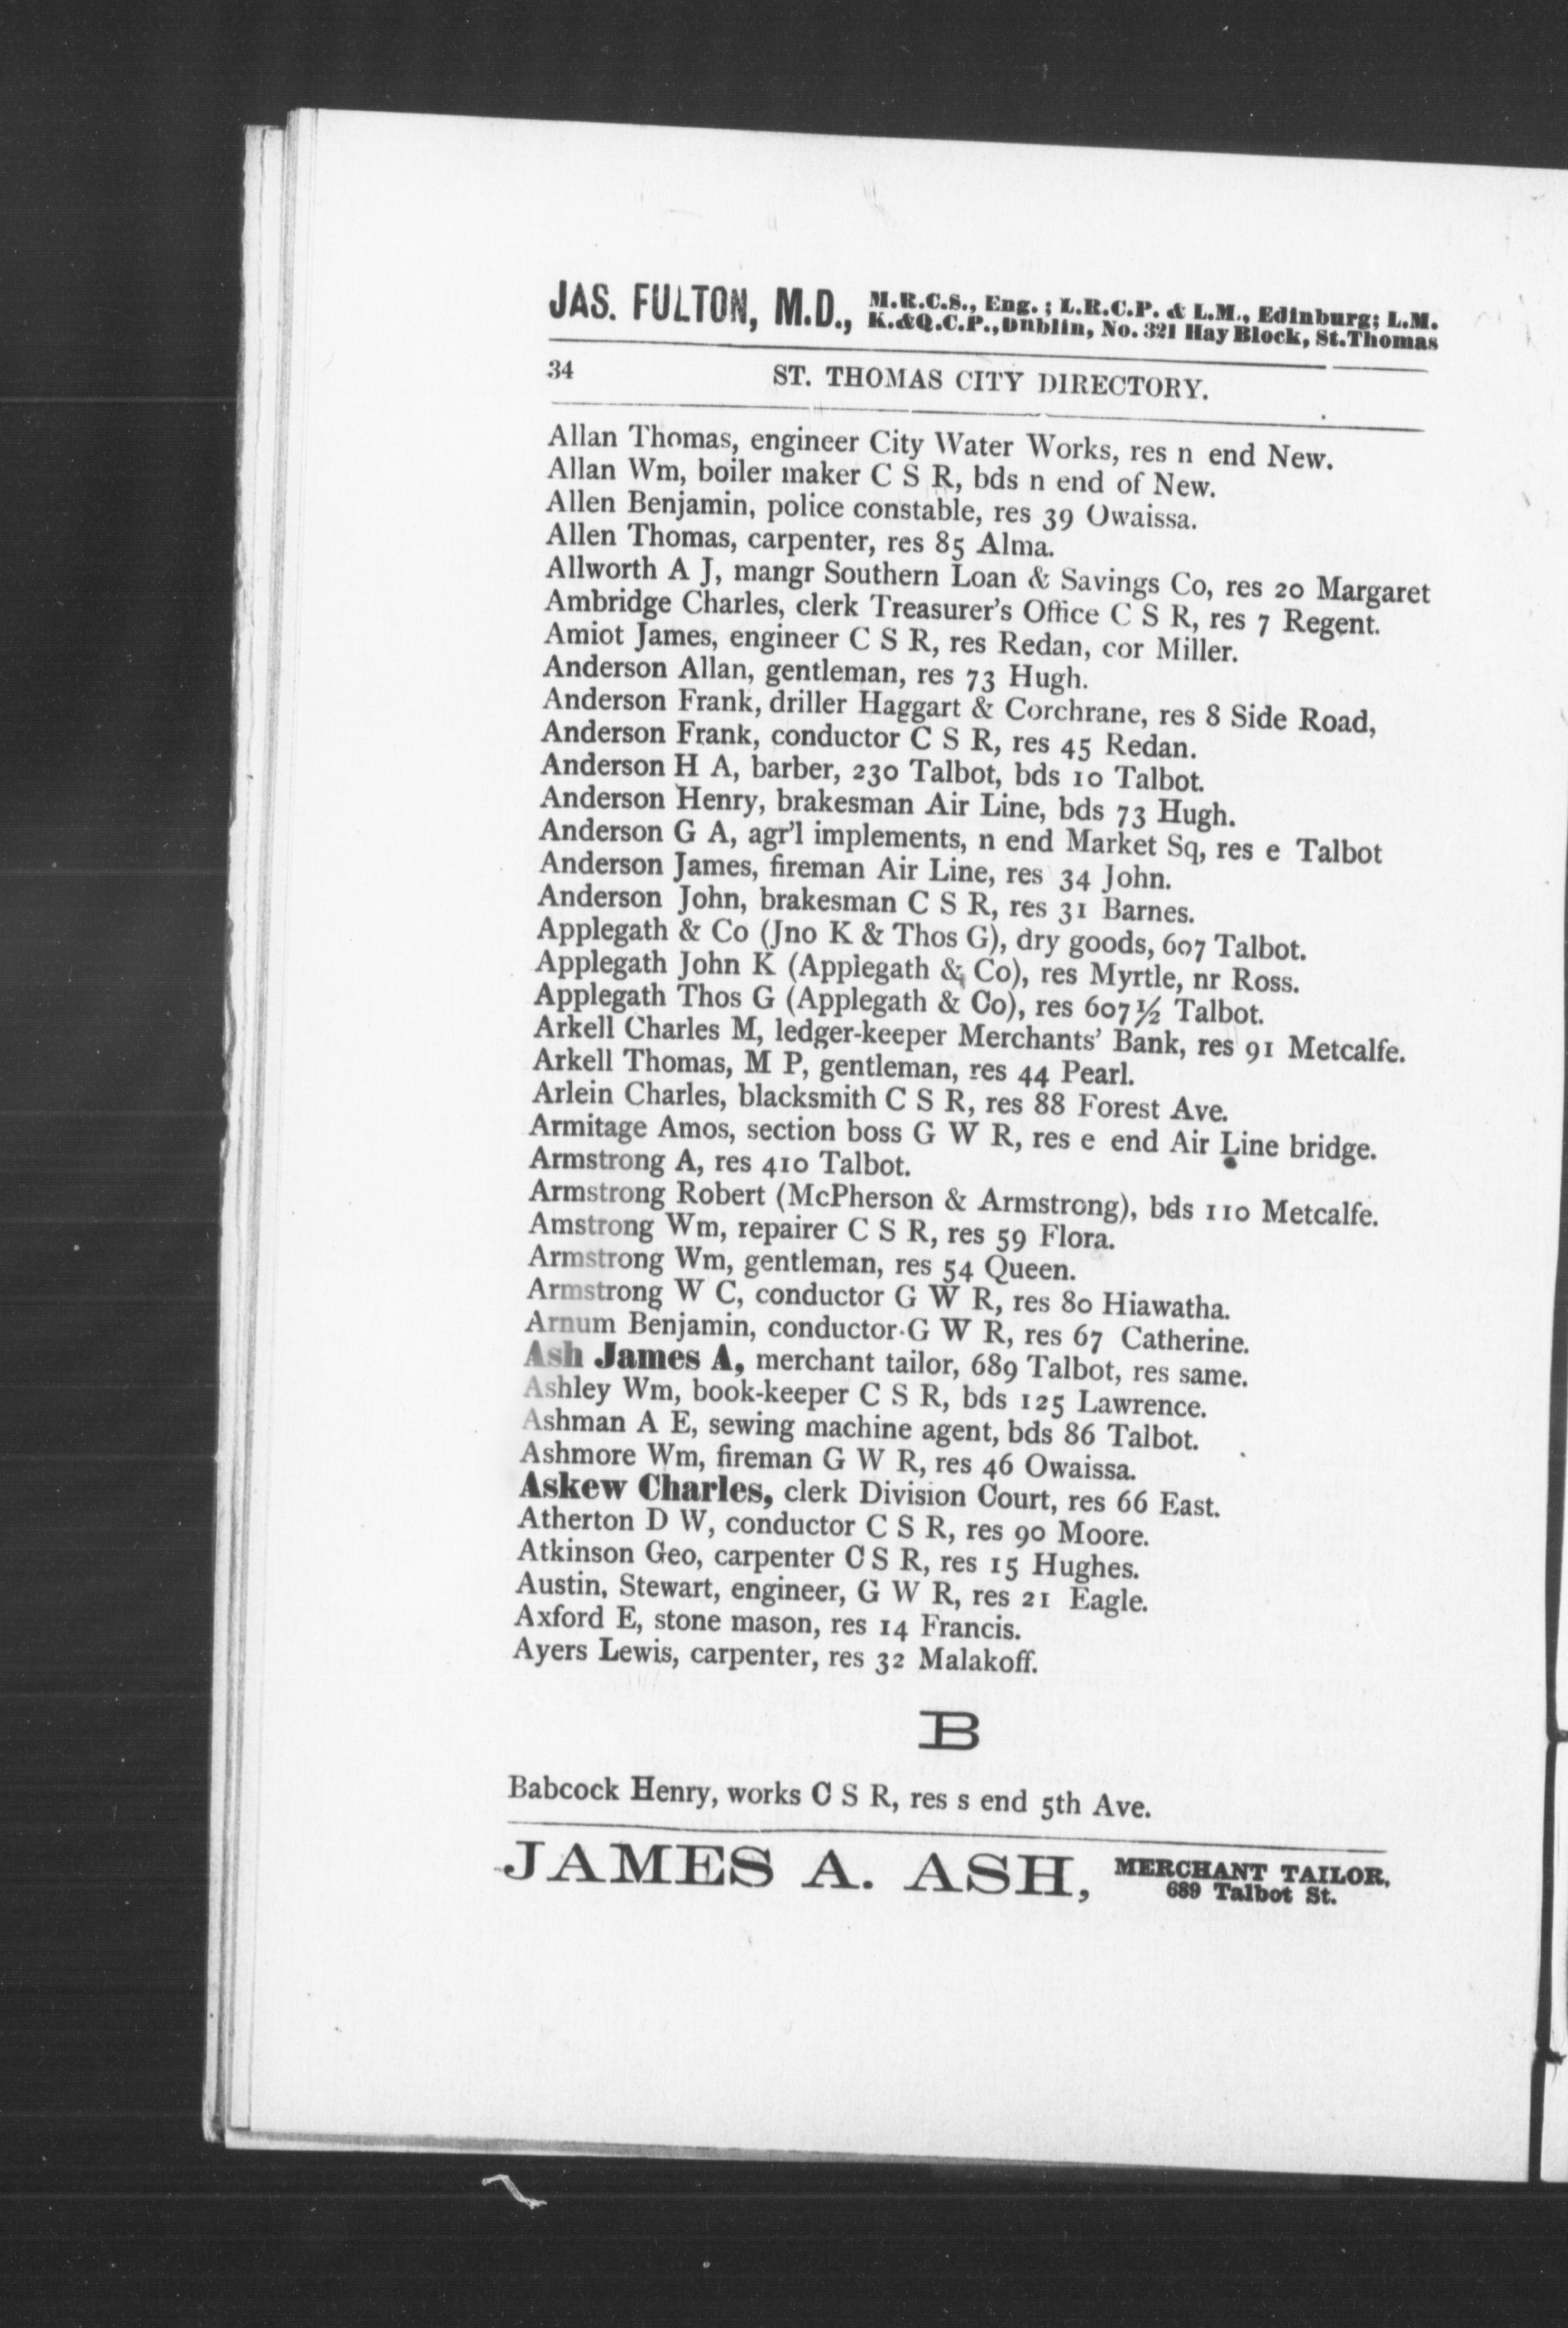 JAS. FULTON, M.D., M.R.C.S., Eng. ; L.R.C.P. & L.M., Edinburg; L.M.
K.&Q.C.P., Dublin, No. 321 Hay Block, St. Thomas
34 ST. THOMAS CITY DIRECTORY.
Allan Thomas, engineer City Water Works, res n end New.
Allan Wm, boiler maker C S R, bds n end of New.
Allen Benjamin, police constable, res 39 Owaissa.
Allen Thomas, carpenter, res 85 Alma.
Allworth A J, mangr Southern Loan & Savings Co, res 20 Margaret
Ambridge Charles, clerk Treasurer's Office C S R, res 7 Regent.
Amiot James, engineer C S R, res Redan, cor Miller.
Anderson Allan, gentleman, res 73 Hugh.
Anderson Frank, driller Haggart & Corchrane, res 8 Side Road,
Anderson Frank, conductor C S R, res 45 Redan.
Anderson H A, barber, 230 Talbot, bds 10 Talbot.
Anderson Henry, brakesman Air Line, bds 73 Hugh.
Anderson G A, agr'l implements, n end Market Sq, res e Talbot
Anderson James, fireman Air Line, res 34 John.
Anderson John, brakesman C S R, res 31 Barnes.
Applegath & Co (Jno K & Thos G), dry goods, 607 Talbot.
Applegath John K (Applegath & Co), res Myrtle, nr Ross.
Applegath Thos G (Applegath & Co), res 607½ Talbot.
Arkell Charles M, ledger-keeper Merchants' Bank, res 91 Metcalfe.
Arkell Thomas, M P, gentleman, res 44 Pearl.
Arlein Charles, blacksmith C S R, res 88 Forest Ave.
Armitage Amos, section boss G W R, res e end Air Line bridge.
Armstrong A, res 410 Talbot.
Armstrong Robert (McPherson & Armstrong), bds 110 Metcalfe.
Amstrong Wm, repairer C S R, res 59 Flora.
Armstrong Wm, gentleman, res 54 Queen.
Armstrong W C, conductor G W R, res 80 Hiawatha.
Arnum Benjamin, conductor G W R, res 67 Catherine.
Ash James A, merchant tailor, 689 Talbot, res same.
Ashley Wm, book-keeper C S R, bds 125 Lawrence.
Ashman A E, sewing machine agent, bds 86 Talbot.
Ashmore Wm, fireman G W R, res 46 Owaissa.
Askew Charles, clerk Division Court, res 66 East.
Atherton D W, conductor C S R, res 90 Moore.
Atkinson Geo, carpenter C S R, res 15 Hughes.
Austin, Stewart, engineer, G W R, res 21 Eagle.
Axford E, stone mason, res 14 Francis.
Ayers Lewis, carpenter, res 32 Malakoff.
B
Babcock Henry, works C S R, res s end 5th Ave.
JAMES A. ASH, MERCHANT TAILOR,
689 Talbot St.